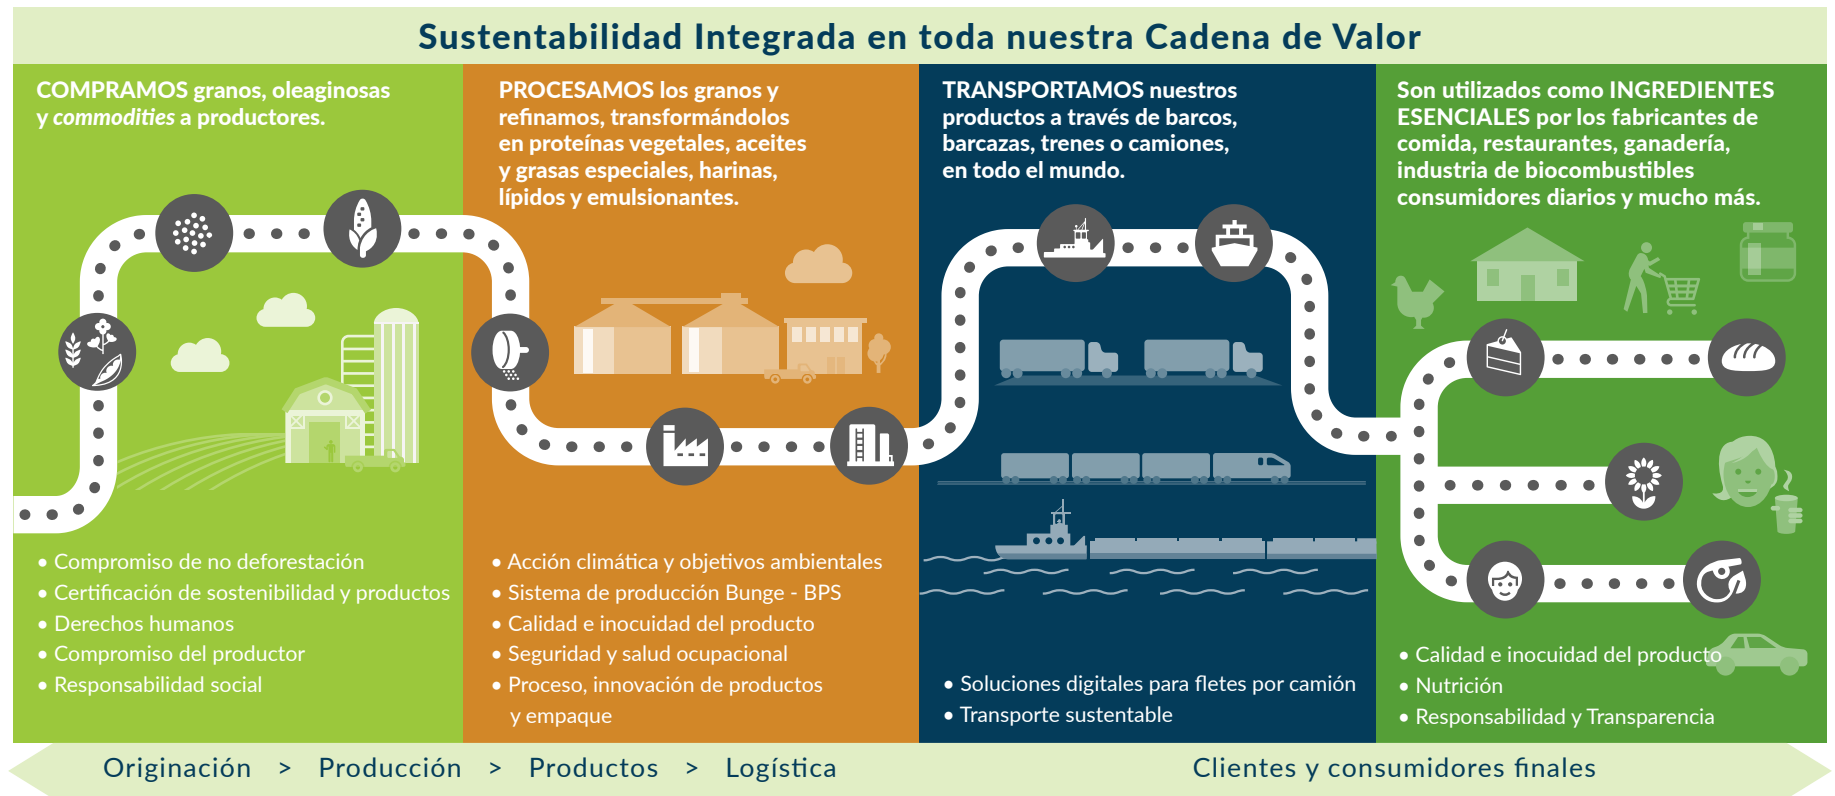 Sustentabilidad Integrada en toda nuestra Cadena de Valor
COMPRAMOS granos, oleaginosas
y commodities a productores.
PROCESAMOS los granos y
refinamos, transformándolos
en proteínas vegetales, aceites
y grasas especiales, harinas,
lípidos y emulsionantes.
TRANSPORTAMOS nuestros
productos a través de barcos,
barcazas, trenes o camiones,
en todo el mundo.
Son utilizados como INGREDIENTES
ESENCIALES por los fabricantes de
comida, restaurantes, ganadería,
industria de biocombustibles
consumidores diarios y mucho más.
• Compromiso de no deforestación
• Certificación de sostenibilidad y productos
• Derechos humanos
• Compromiso del productor
• Responsabilidad social
• Acción climática y objetivos ambientales
• Sistema de producción Bunge - BPS
• Calidad e inocuidad del producto
• Seguridad y salud ocupacional
• Proceso, innovación de productos
y empaque
• Soluciones digitales para fletes por camión
• Transporte sustentable
• Calidad e inocuidad del producto
• Nutrición
• Responsabilidad y Transparencia
Originación > Producción > Productos > Logística
Clientes y consumidores finales